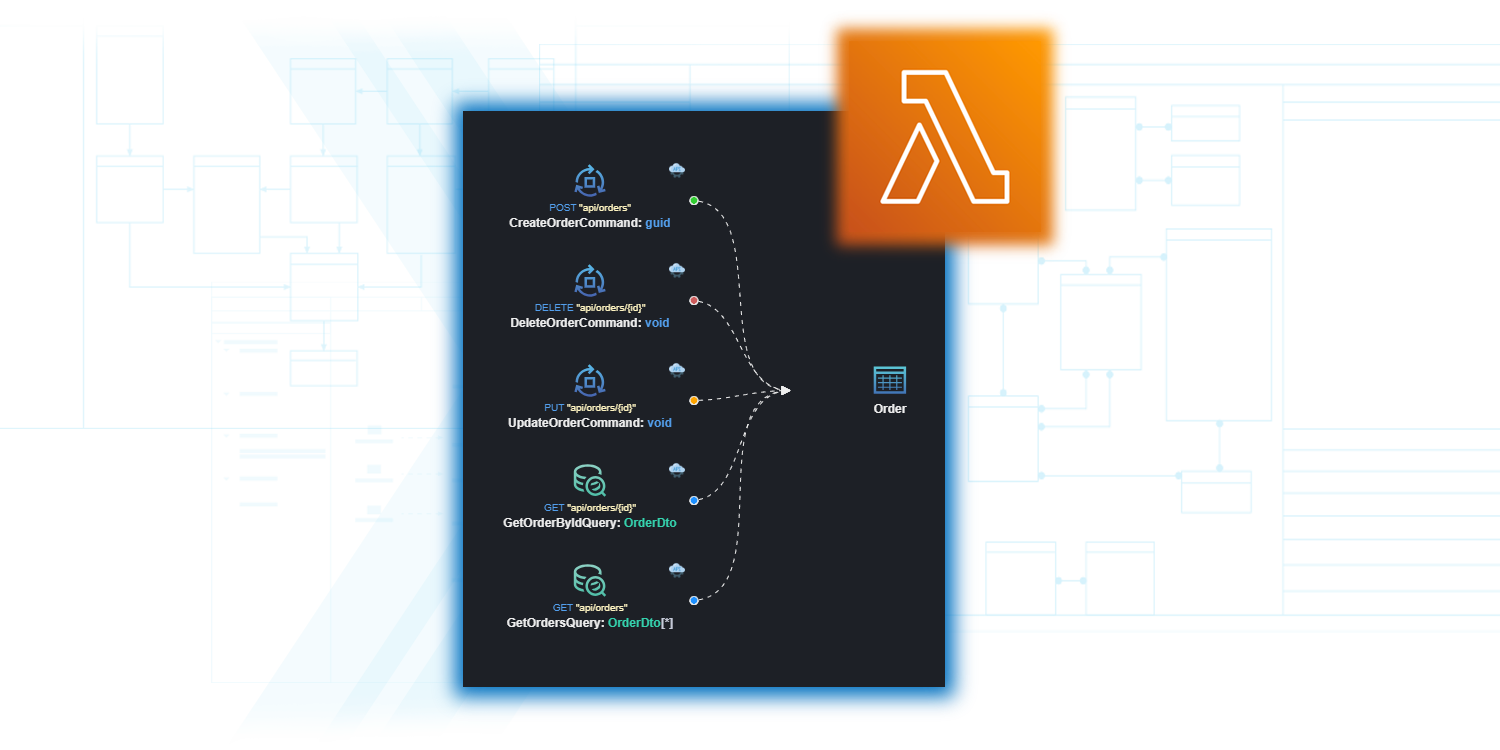 POST "api/orders"
CreateOrderCommand: guid
DELETE "api/orders/{id}"
DeleteOrderCommand: void
PUT "api/orders/{id}"
UpdateOrderCommand: void
Order
GET "api/orders/{id}"
GetOrderByIdQuery: OrderDto
GET "api/orders"
GetOrdersQuery: OrderDto[*]